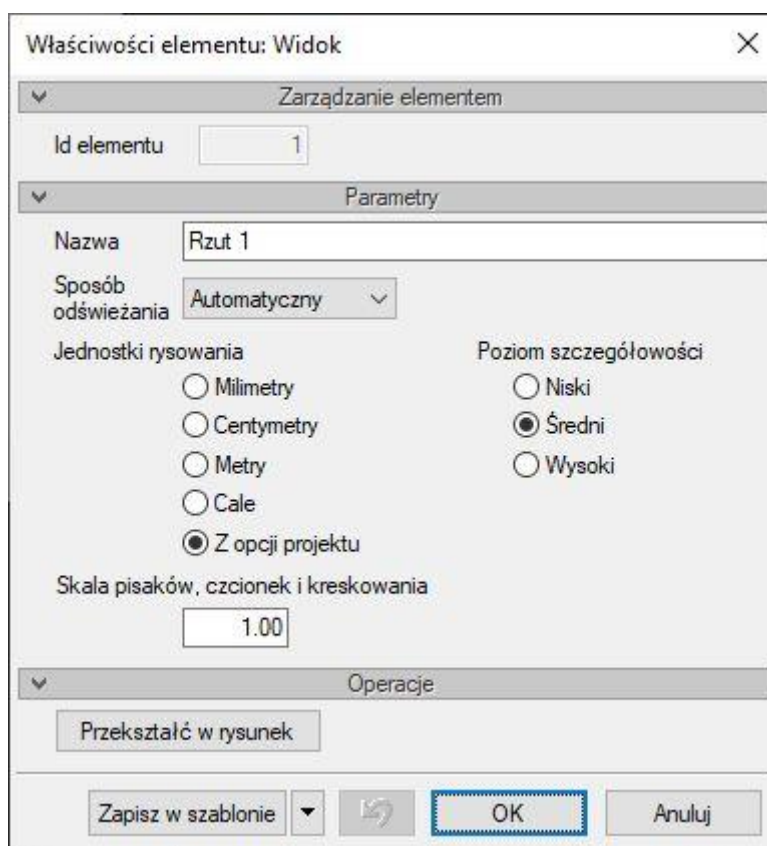 Właściwości elementu: Widok
Zarządzanie elementem
Id elementu 1
Parametry
Nazwa Rzut 1
Sposób
odświeżania Automatyczny
Jednostki rysowania Poziom szczegółowości
Milimetry Niski
Centymetry Średni
Metry Wysoki
Cale
Z opcji projektu
Skala pisaków, czcionek i kreskowania
1.00
Operacje
Przekształć w rysunek
Zapisz w szablonie OK Anuluj